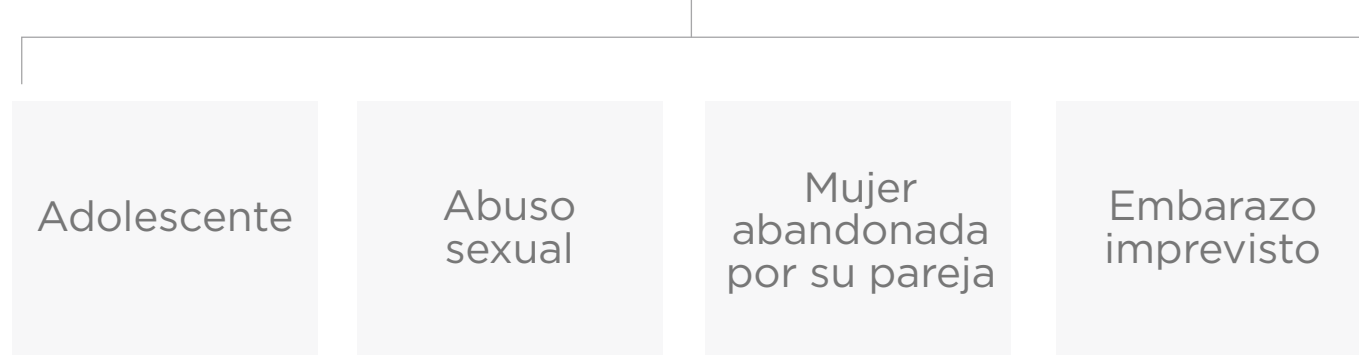 Adolescente
Abuso
sexual
Mujer
abandonada
por su pareja
Embarazo
imprevisto